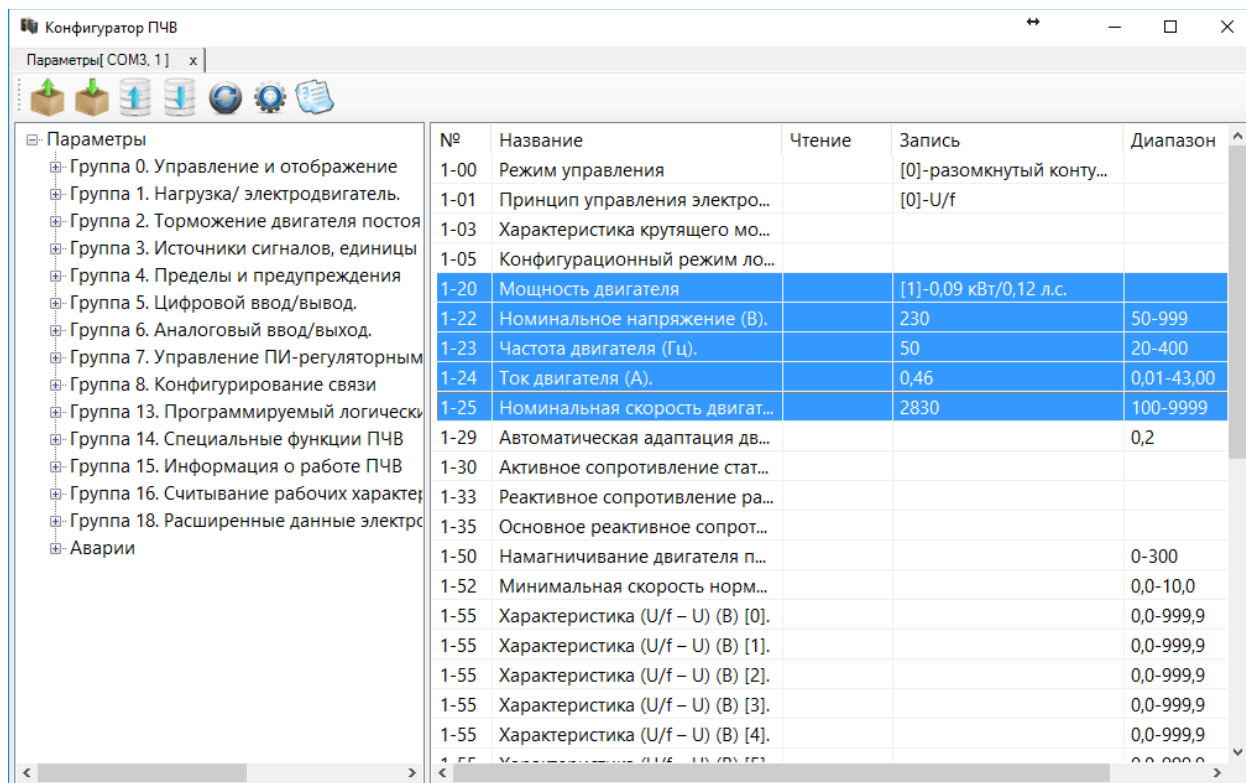 Конфигуратор ПЧВ
Параметры[ COM3, 1 ] x
Параметры
Группа 0. Управление и отображение
Группа 1. Нагрузка/ электродвигатель.
Группа 2. Торможение двигателя постоя
Группа 3. Источники сигналов, единицы
Группа 4. Пределы и предупреждения
Группа 5. Цифровой ввод/вывод.
Группа 6. Аналоговый ввод/выход.
Группа 7. Управление ПИ-регуляторным
Группа 8. Конфигурирование связи
Группа 13. Программируемый логически
Группа 14. Специальные функции ПЧВ
Группа 15. Информация о работе ПЧВ
Группа 16. Считывание рабочих характер
Группа 18. Расширенные данные электро
Аварии
№ Название Чтение Запись Диапазон
1-00 Режим управления [0]-разомкнутый конту...
1-01 Принцип управления электро... [0]-U/f
1-03 Характеристика крутящего мо...
1-05 Конфигурационный режим ло...
1-20 Мощность двигателя [1]-0,09 кВт/0,12 л.с.
1-22 Номинальное напряжение (В). 230 50-999
1-23 Частота двигателя (Гц). 50 20-400
1-24 Ток двигателя (А). 0,46 0,01-43,00
1-25 Номинальная скорость двигат... 2830 100-9999
1-29 Автоматическая адаптация дв... 0,2
1-30 Активное сопротивление стат...
1-33 Реактивное сопротивление ра...
1-35 Основное реактивное сопрот...
1-50 Намагничивание двигателя п... 0-300
1-52 Минимальная скорость норм... 0,0-10,0
1-55 Характеристика (U/f – U) (В) [0]. 0,0-999,9
1-55 Характеристика (U/f – U) (В) [1]. 0,0-999,9
1-55 Характеристика (U/f – U) (В) [2]. 0,0-999,9
1-55 Характеристика (U/f – U) (В) [3]. 0,0-999,9
1-55 Характеристика (U/f – U) (В) [4]. 0,0-999,9